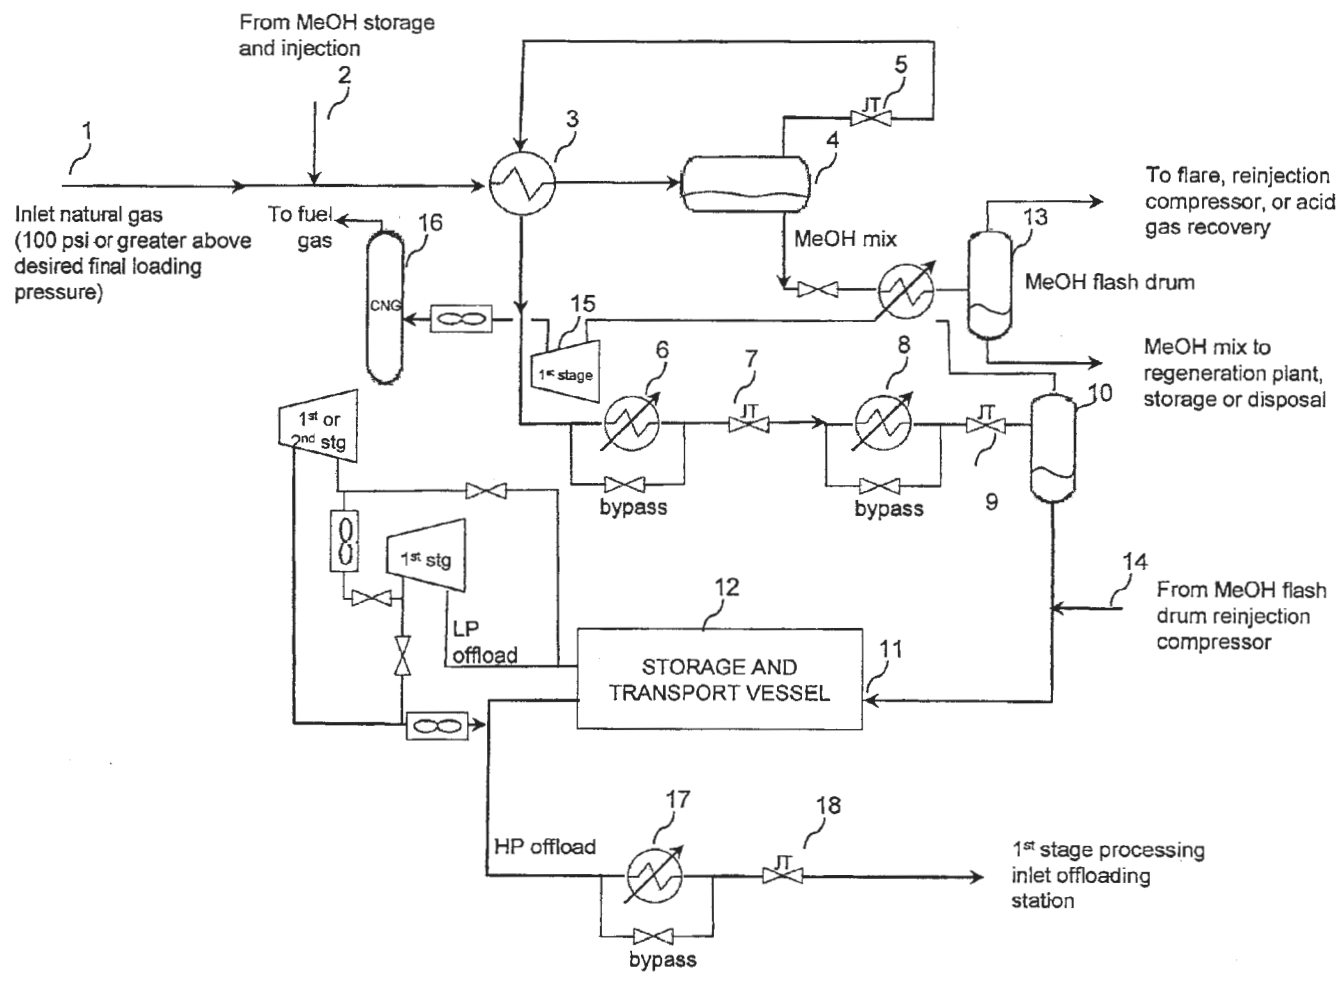 From MeOH storage
and injection
2
5
JT
3
1
4
To flare, reinjection
compressor, or acid
gas recovery
Inlet natural gas
(100 psi or greater above
desired final loading
pressure)
To fuel
gas
16
MeOH mix
13
MeOH flash drum
CNG
15
1st stage
6
7
JT
8
JT
10
MeOH mix to
regeneration plant,
storage or disposal
1st or
2nd stg
bypass
bypass
9
1st stg
14
From MeOH flash
drum reinjection
compressor
12
LP
offload
STORAGE AND
TRANSPORT VESSEL
11
17
18
HP offload
JT
1st stage processing
inlet offloading
station
bypass